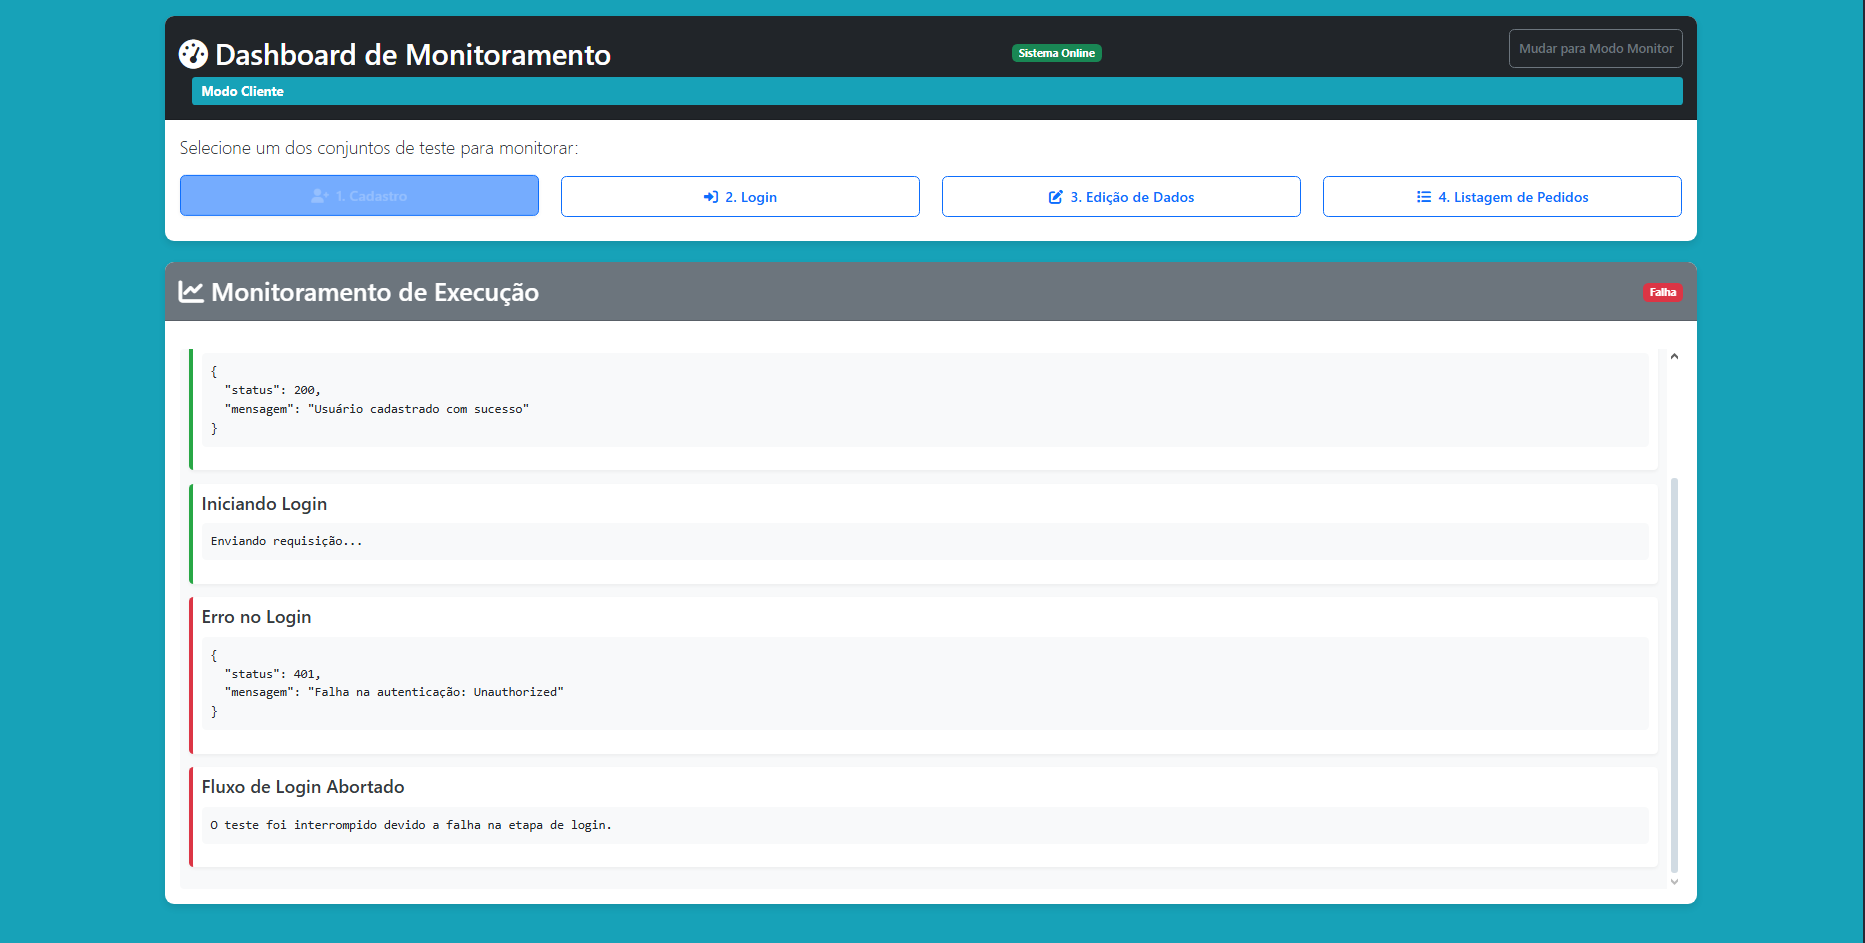 Dashboard de Monitoramento
Sistema Online
Mudar para Modo Monitor
Modo Cliente
Selecione um dos conjuntos de teste para monitorar:
1. Cadastro
2. Login
3. Edição de Dados
4. Listagem de Pedidos
Monitoramento de Execução
Falha
{
"status": 200,
"mensagem": "Usuário cadastrado com sucesso"
}
Iniciando Login
Enviando requisição...
Erro no Login
{
"status": 401,
"mensagem": "Falha na autenticação: Unauthorized"
}
Fluxo de Login Abortado
O teste foi interrompido devido a falha na etapa de login.